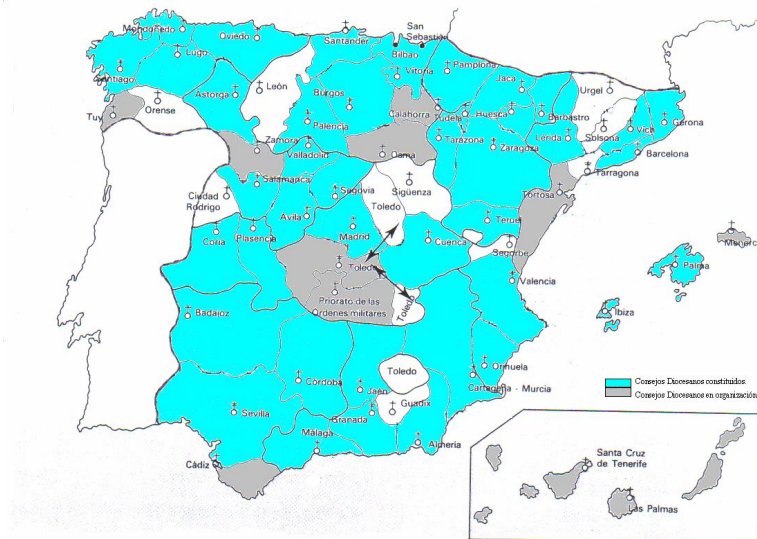 Mondoñedo
Oviedo
Santander
San
Sebastián
Bilbao
Lugo
Santiago
Astorga
León
Burgos
Vitoria
Pamplona
Jaca
Urgel
Tuy
Orense
Palencia
Calahorra
Tudela
Huesca
Barbastro
Solsona
Vich
Gerona
Zamora
Valladolid
Osma
Tarazona
Zaragoza
Lerida
Barcelona
Salamanca
Segovia
Sigüenza
Tarragona
Ciudad
Rodrigo
Toledo
Tortosa
Avila
Coria
Plasencia
Madrid
Cuenca
Teruel
Segorbe
Menorc
Toledo
Valencia
Palma
Priorato de las
Ordenes militares
Toledo
Ibiza
Badajoz
Toledo
Orihuela
Córdoba
Jaén
Cartagena - Murcia
Consejos Diocesanos constituidos.
Consejos Diocesanos en organización
Sevilla
Granada
Guadix
Málaga
Almería
Cádiz
Santa Cruz
de Tenerife
Las Palmas